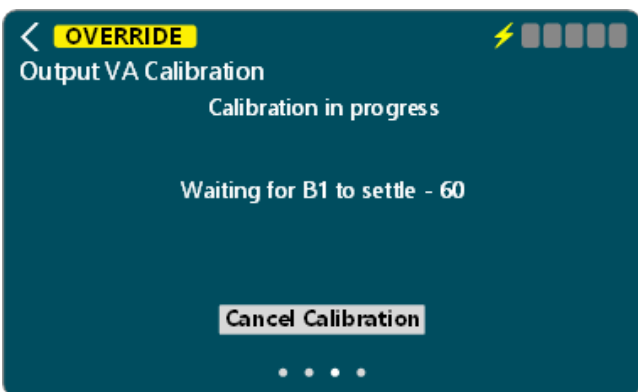 OVERRIDE
Output VA Calibration
Calibration in progress
Waiting for B1 to settle - 60
Cancel Calibration